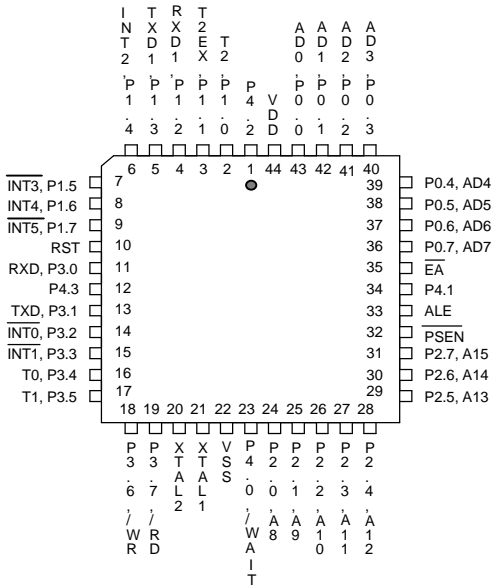 INT2, P1.4
TXD1, P1.3
RXD1, P1.2
T2EX, P1.1
T2, P1.0
P4.2
VDD
AD0, P0.0
AD1, P0.1
AD2, P0.2
AD3, P0.3
6 5 4 3 2 1 44 43 42 41 40
INT3, P1.5 7
INT4, P1.6 8
INT5, P1.7 9
RST 10
RXD, P3.0 11
P4.3 12
TXD, P3.1 13
INT0, P3.2 14
INT1, P3.3 15
T0, P3.4 16
T1, P3.5 17
39 P0.4, AD4
38 P0.5, AD5
37 P0.6, AD6
36 P0.7, AD7
35 EA
34 P4.1
33 ALE
32 PSEN
31 P2.7, A15
30 P2.6, A14
29 P2.5, A13
18 19 20 21 22 23 24 25 26 27 28
P3.6, /WR
P3.7, /RD
XTAL2
XTAL1
VSS
P4.0, /WAIT
P2.0, A8
P2.1, A9
P2.2, A10
P2.3, A11
P2.4, A12